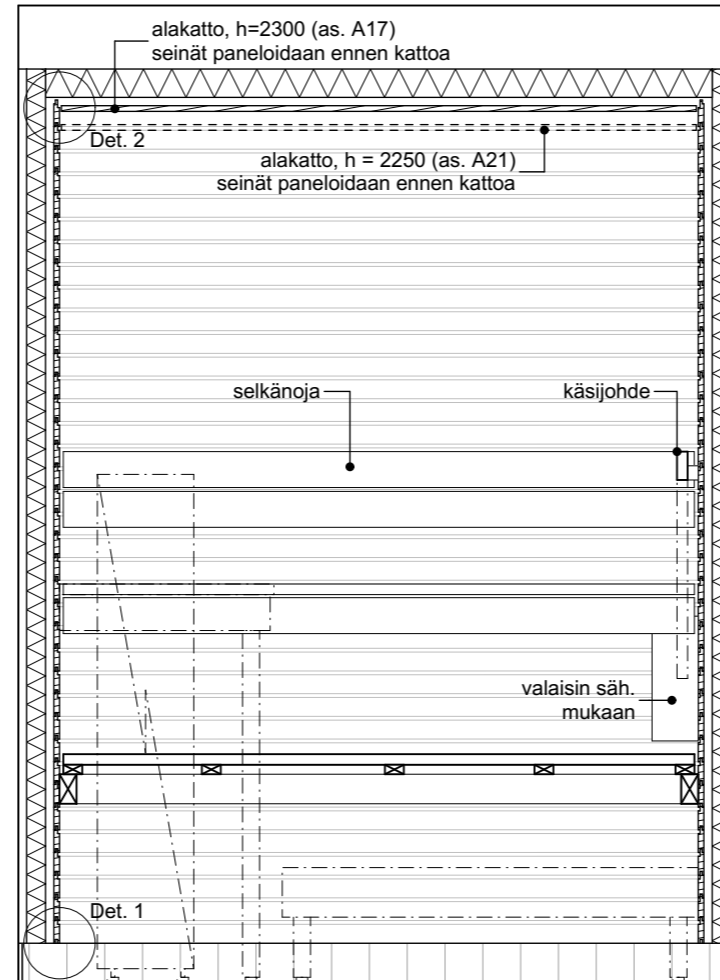 alakatto, h=2300 (as. A17)
seinät paneloidaan ennen kattoa
Det. 2
alakatto, h = 2250 (as. A21)
seinät paneloidaan ennen kattoa
selkänoja
käsijohde
valaisin säh.
mukaan
Det. 1